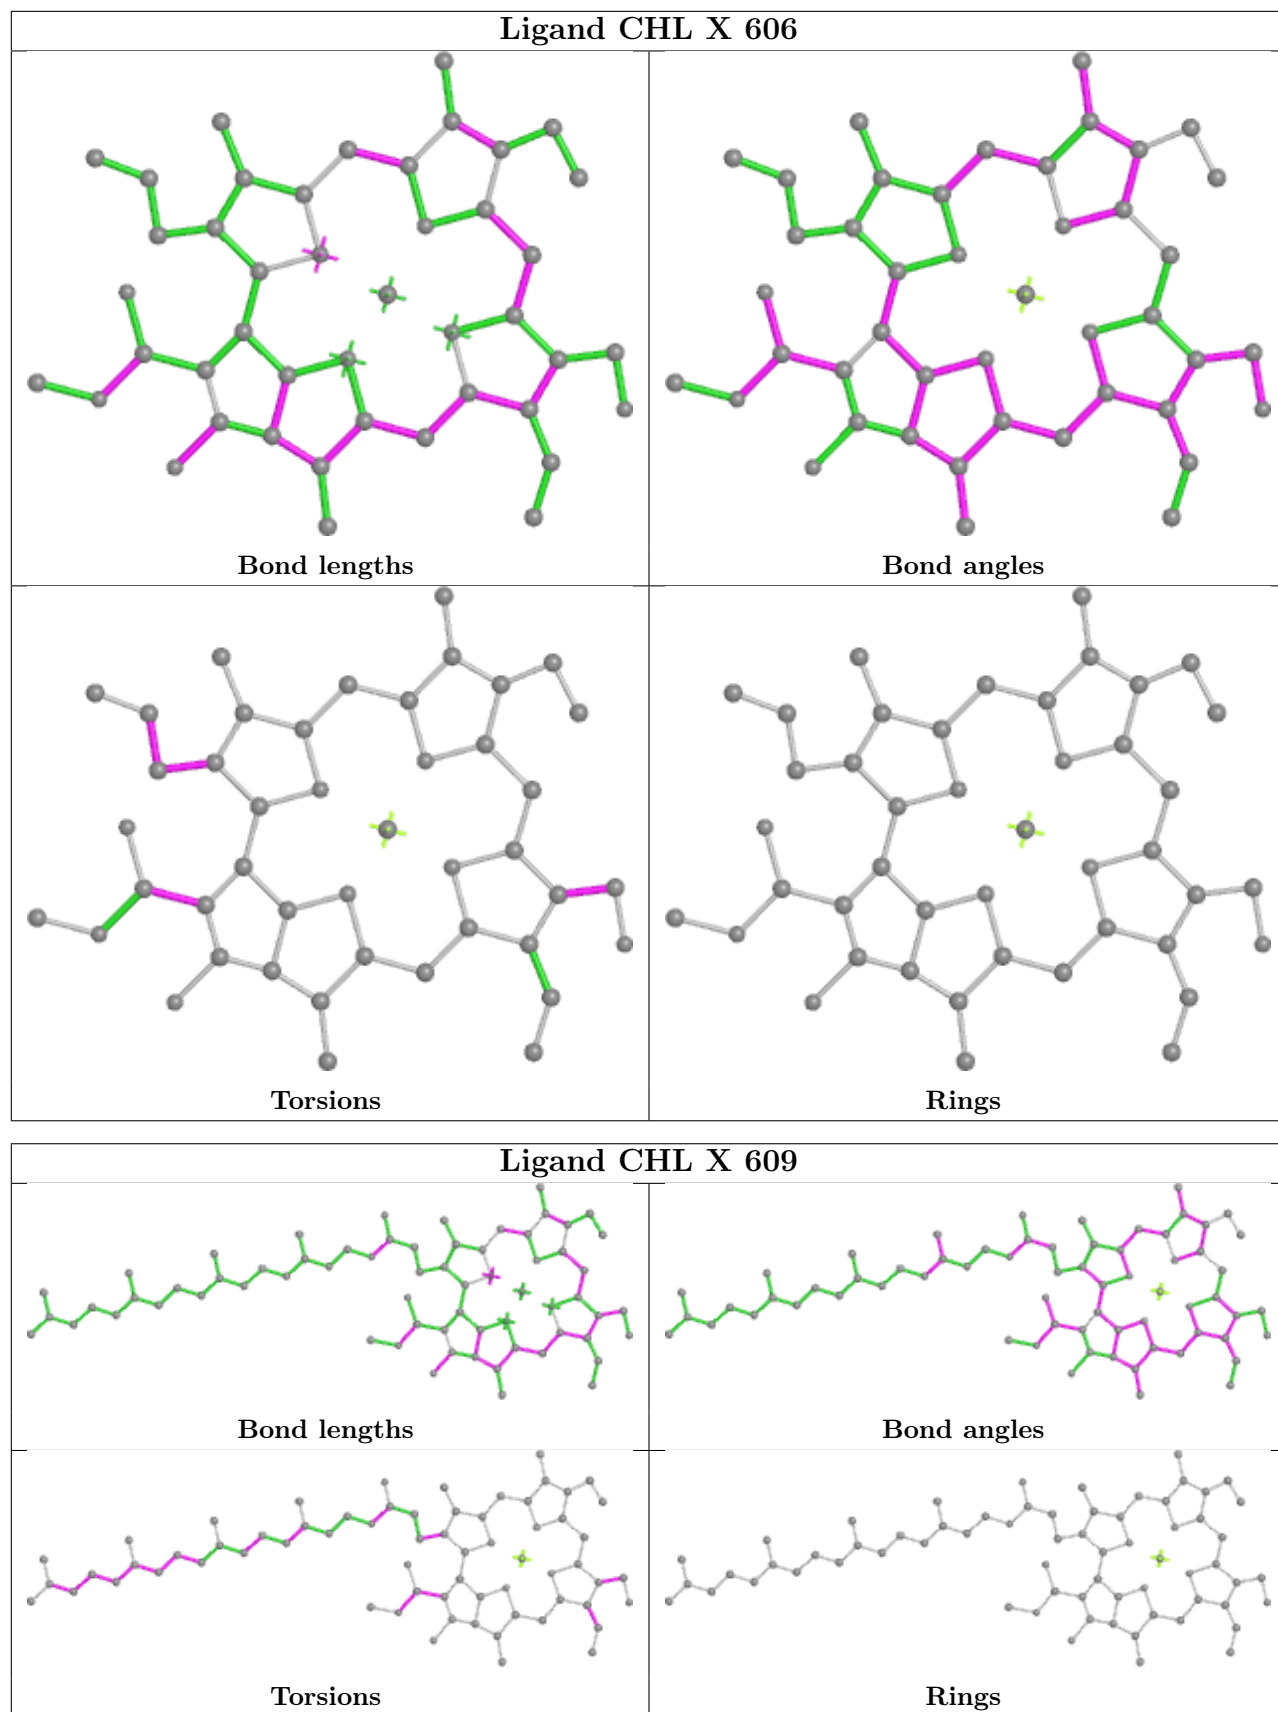 Ligand CHL X 606
Bond lengths
Bond angles
Torsions
Rings
Ligand CHL X 609
Bond lengths
Bond angles
Torsions
Rings